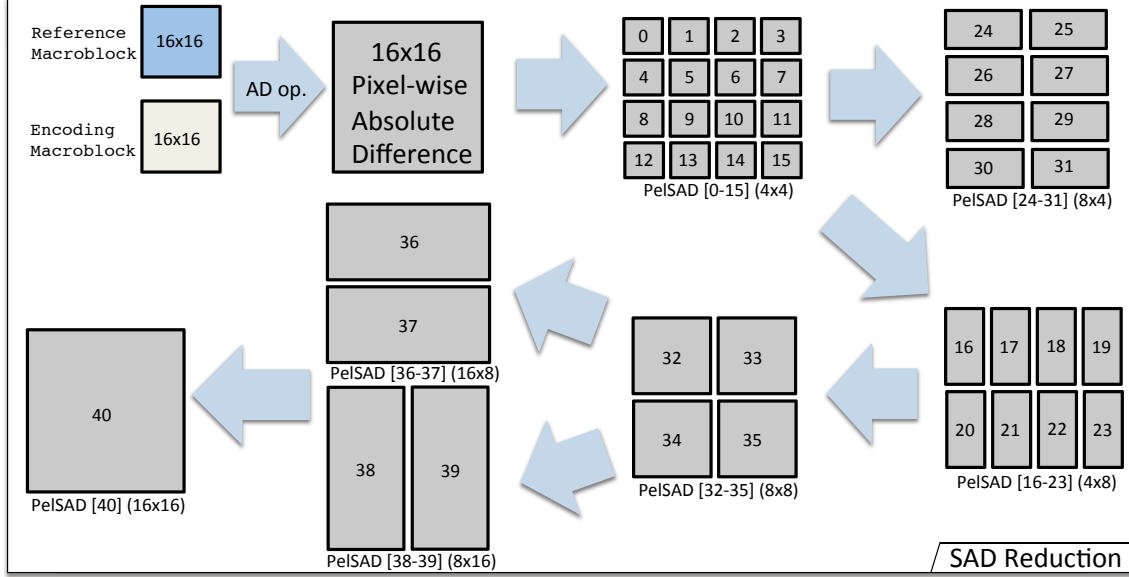 Reference
Macroblock
16x16
Encoding
Macroblock
16x16
AD op.
16x16
Pixel-wise
Absolute
Difference
0 1 2 3
4 5 6 7
8 9 10 11
12 13 14 15
PelSAD [0-15] (4x4)
24 25
26 27
28 29
30 31
PelSAD [24-31] (8x4)
36
37
PelSAD [36-37] (16x8)
38 39
PelSAD [38-39] (8x16)
40
PelSAD [40] (16x16)
32 33
34 35
PelSAD [32-35] (8x8)
16 17 18 19
20 21 22 23
PelSAD [16-23] (4x8)
SAD Reduction